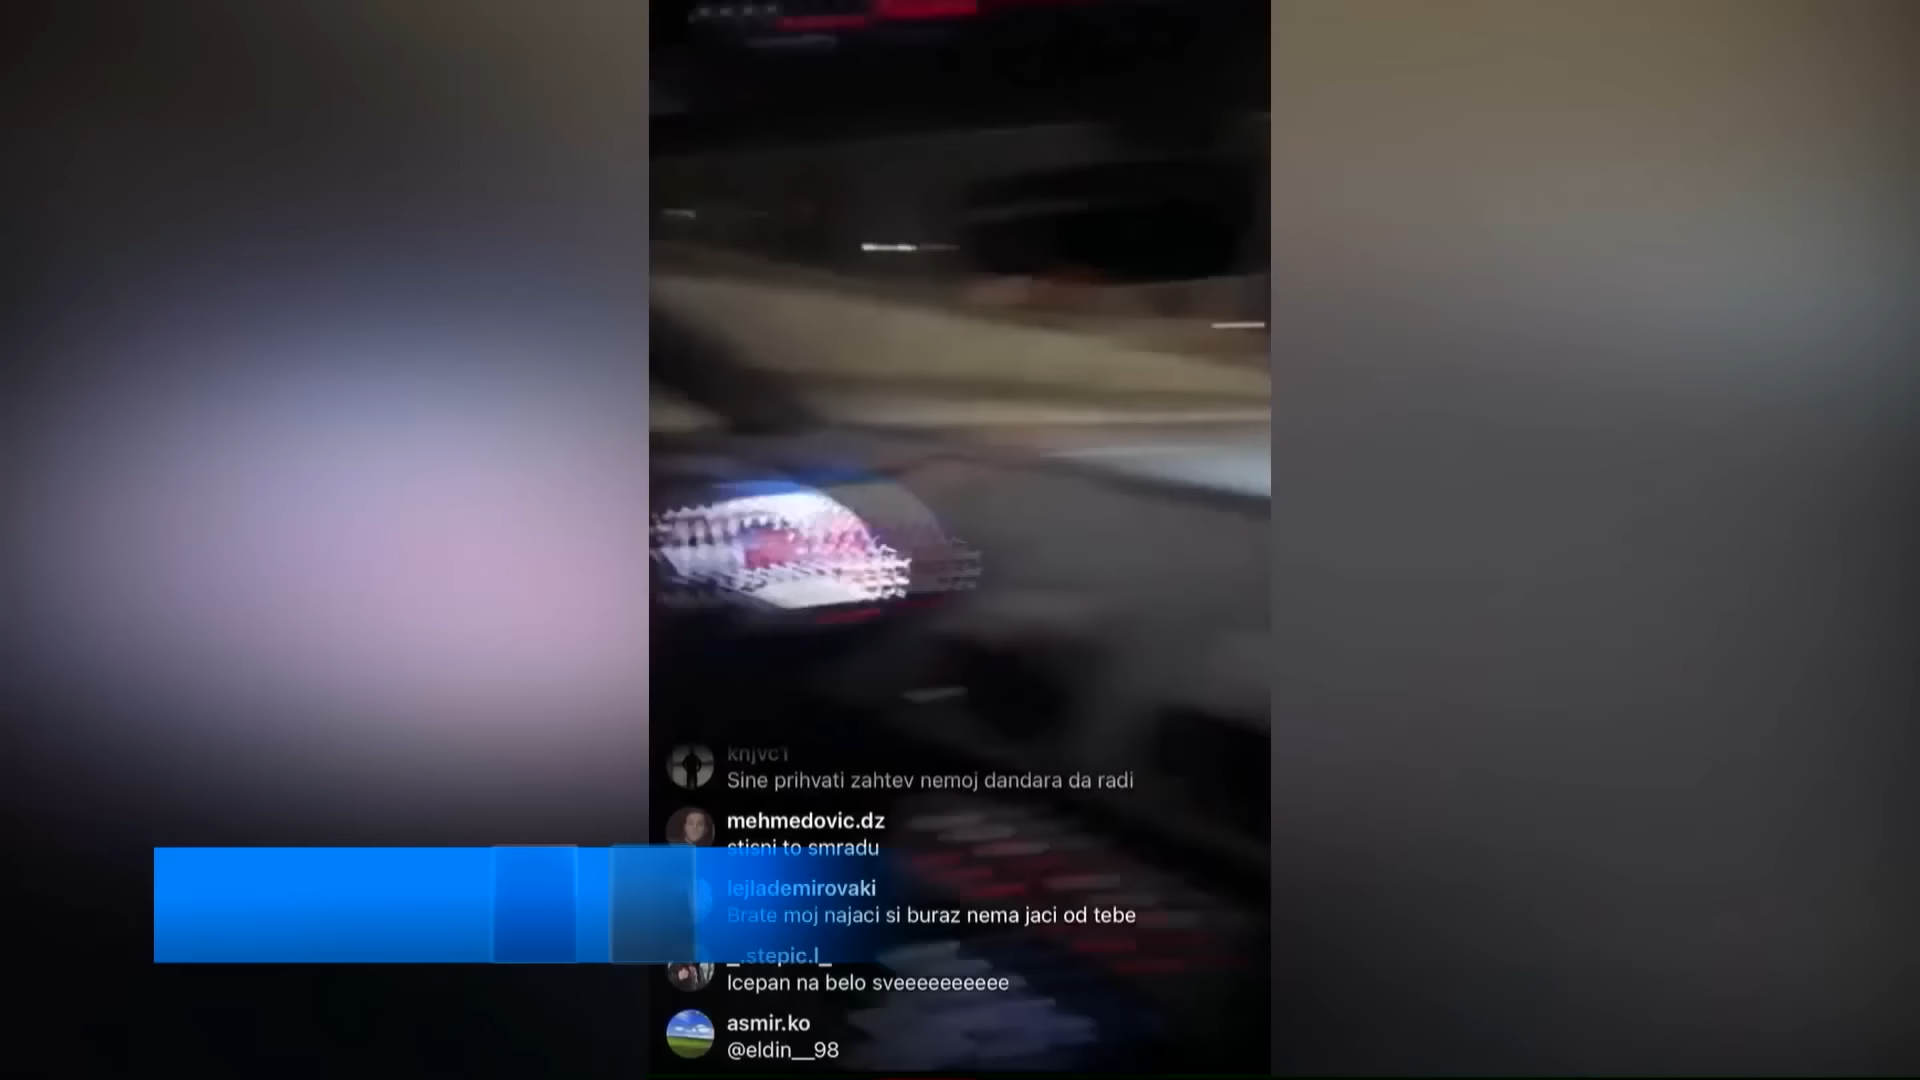 knjvc1
Sine prihvati zahtev nemoj dandara da radi
mehmedovic.dz
stisni to smradu
lejlademirovaki
Brate moj najaci si buraz nema jaci od tebe
_.stepic.l_
Icepan na belo sveeeeeeeeee
asmir.ko
@eldin__98